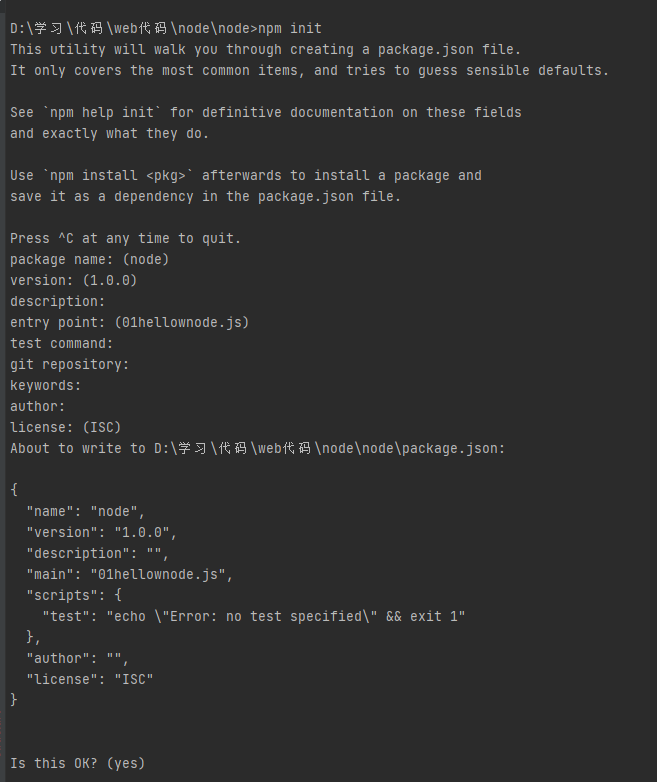 D:\学习\代码\web代码\node\node>npm init
This utility will walk you through creating a package.json file.
It only covers the most common items, and tries to guess sensible defaults.
See `npm help init` for definitive documentation on these fields
and exactly what they do.
Use `npm install <pkg>` afterwards to install a package and
save it as a dependency in the package.json file.
Press ^C at any time to quit.
package name: (node)
version: (1.0.0)
description:
entry point: (01hellownode.js)
test command:
git repository:
keywords:
author:
license: (ISC)
About to write to D:\学习\代码\web代码\node\node\package.json:
{
  "name": "node",
  "version": "1.0.0",
  "description": "",
  "main": "01hellownode.js",
  "scripts": {
    "test": "echo \"Error: no test specified\" && exit 1"
  },
  "author": "",
  "license": "ISC"
}
Is this OK? (yes)